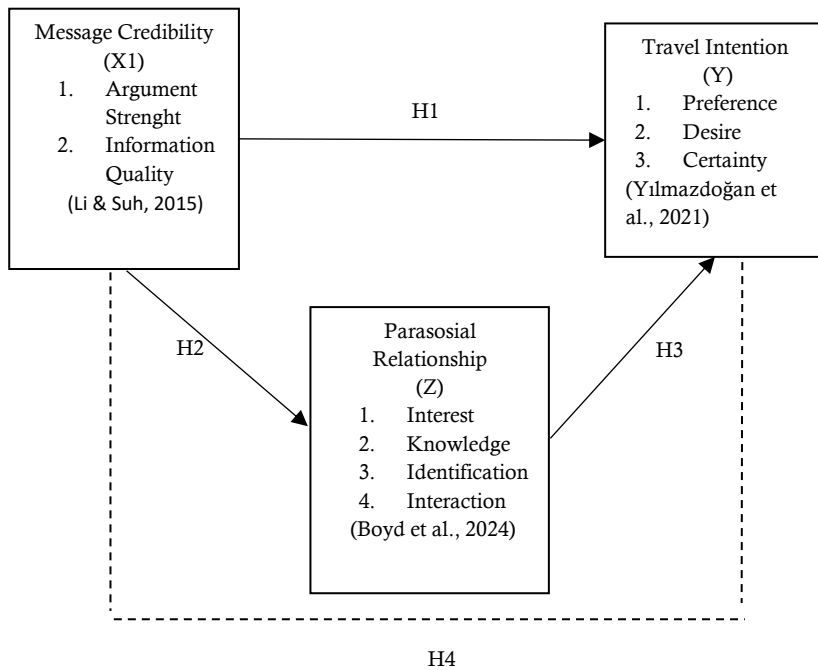 Message Credibility
(X1)
1. Argument
Strenght
2. Information
Quality
(Li & Suh, 2015)
H1
Travel Intention
(Y)
1. Preference
2. Desire
3. Certainty
(Yılmazdoğan et
al., 2021)
H2
Parasosial
Relationship
(Z)
1. Interest
2. Knowledge
3. Identification
4. Interaction
(Boyd et al., 2024)
H3
H4